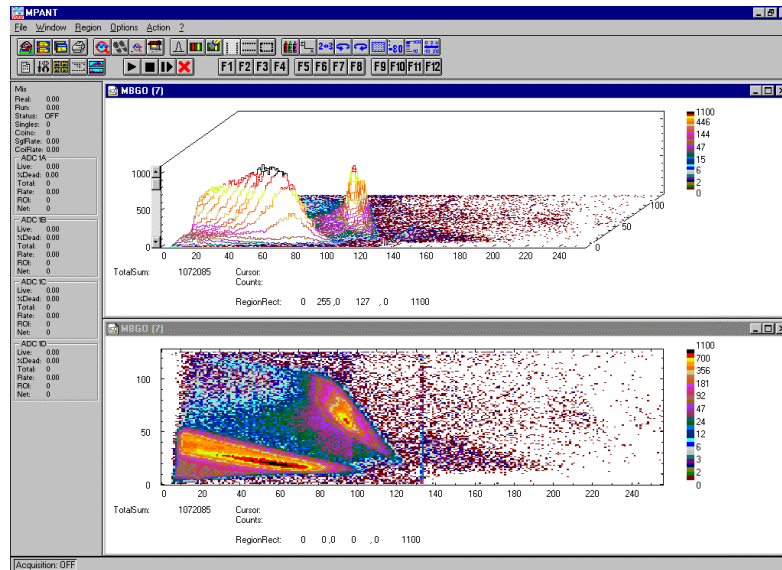 MPANT
File Window Region Options Action ?
F1 F2 F3 F4 F5 F6 F7 F8 F9 F10 F11 F12
Mis
Real: 0.00
Run: 0.00
Status: OFF
Singles: 0
Coinc: 0
SglRate: 0.00
CoiRate: 0.00
ADC 1A
Live: 0.00
%Dead: 0.00
Total: 0
Rate: 0.00
ROI: 0
Net: 0
ADC 1B
Live: 0.00
%Dead: 0.00
Total: 0
Rate: 0.00
ROI: 0
Net: 0
ADC 1C
Live: 0.00
%Dead: 0.00
Total: 0
Rate: 0.00
ROI: 0
Net: 0
ADC 1D
Live: 0.00
%Dead: 0.00
Total: 0
Rate: 0.00
ROI: 0
Net: 0
MBGO (7)
1000
500
0
0 20 40 60 80 100 120 140 160 180 200 220 240
0
50
100
1100
446
144
47
15
6
2
0
TotalSum: 1072085 Cursor:
Counts:
RegionRect: 0 255 ,0 127 ,0 1100
MBGO (7)
100
50
0
0 20 40 60 80 100 120 140 160 180 200 220 240
1100
700
356
181
92
47
24
12
6
3
2
0
TotalSum: 1072085 Cursor:
Counts:
RegionRect: 0 0 ,0 0 ,0 1100
Acquisition: OFF